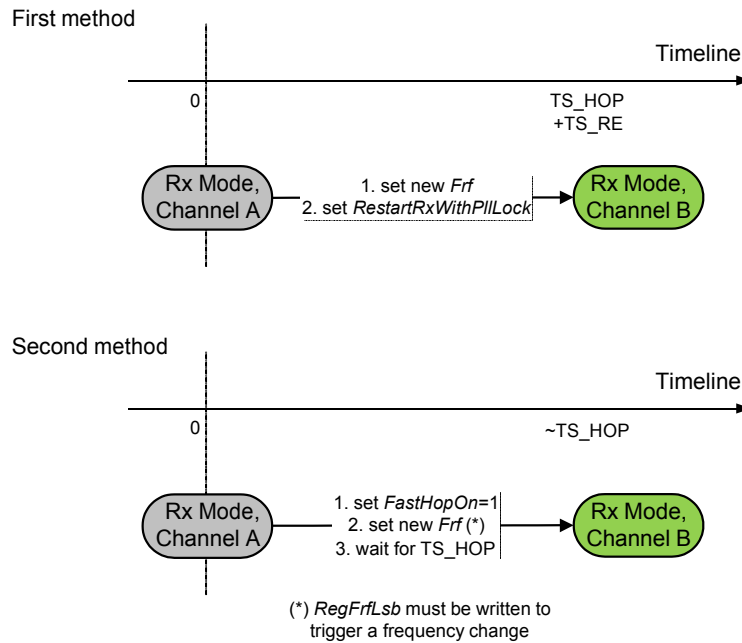 First method
Timeline
0
TS_HOP
+TS_RE
Rx Mode,
Channel A
1. set new Frf
2. set RestartRxWithPllLock
Rx Mode,
Channel B
Second method
Timeline
0
~TS_HOP
Rx Mode,
Channel A
1. set FastHopOn=1
2. set new Frf (*)
3. wait for TS_HOP
Rx Mode,
Channel B
(*) RegFrfLsb must be written to
trigger a frequency change